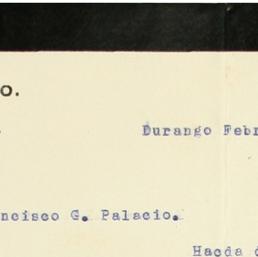 o.
Durango Febr
ncisco G. Palacio.
Hacda d